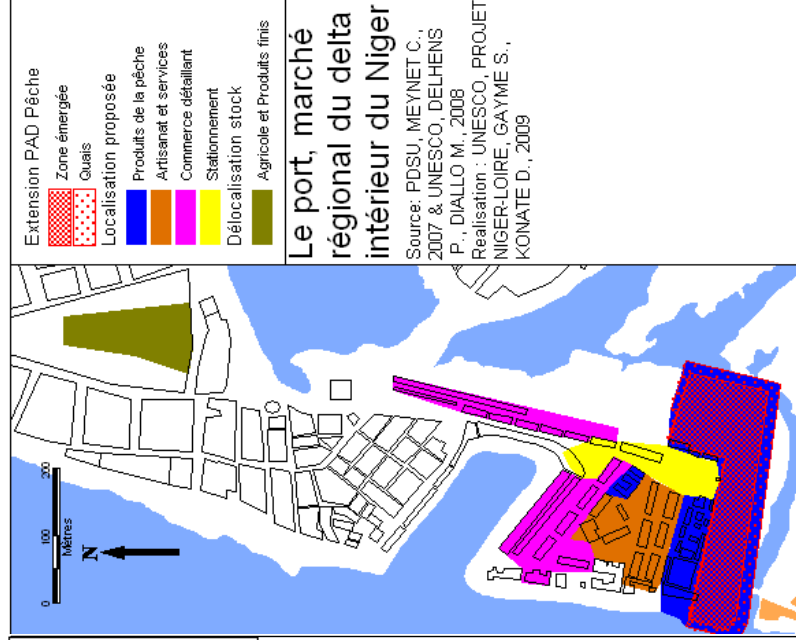 Extension PAD Pêche
Zone émergée
Quais
Localisation proposée
Produits de la pêche
Artisanat et services
Commerce détaillant
Stationnement
Délocalisation stock
Agricole et Produits finis
Le port, marché
régional du delta
intérieur du Niger
Source: PDSU, MEYNET C.,
2007 & UNESCO, DELHENS
P., DIALLO M., 2008
Realisation : UNESCO, PROJET
NIGER-LOIRE, GAYME S.,
KONATE D., 2009
0 100 200
Mètres
N